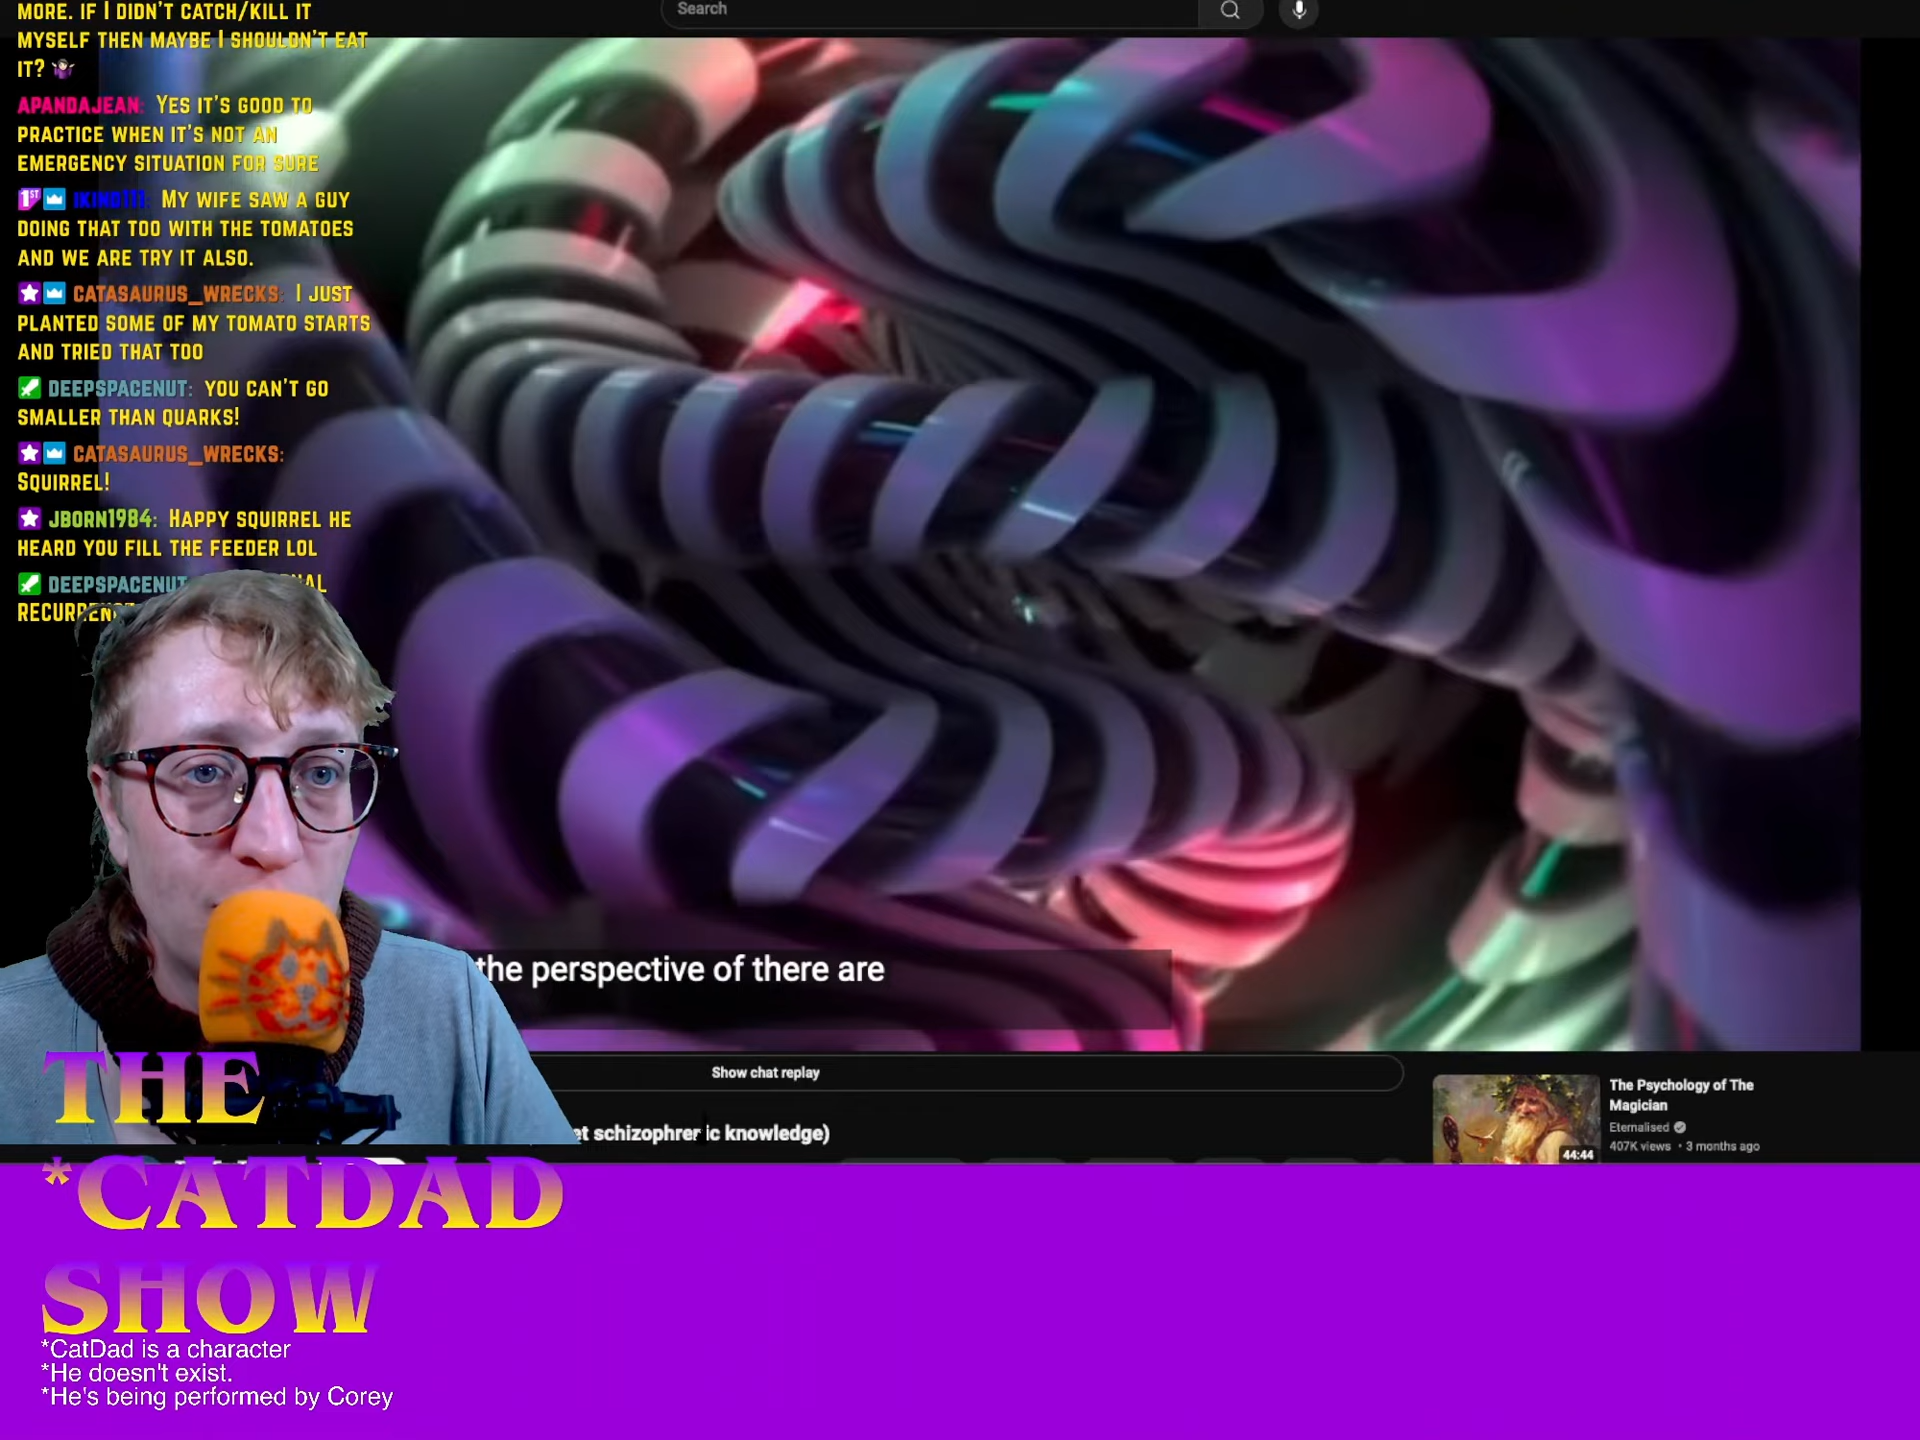 MORE. IF I DIDN'T CATCH/KILL IT
MYSELF THEN MAYBE I SHOULDN'T EAT
IT?
APANDAJEAN: YES IT'S GOOD TO
PRACTICE WHEN IT'S NOT AN
EMERGENCY SITUATION FOR SURE
1ST IKINO111: MY WIFE SAW A GUY
DOING THAT TOO WITH THE TOMATOES
AND WE ARE TRY IT ALSO.
CATASAURUS_WRECKS: I JUST
PLANTED SOME OF MY TOMATO STARTS
AND TRIED THAT TOO
DEEPSPACENUT: YOU CAN'T GO
SMALLER THAN QUARKS!
CATASAURUS_WRECKS:
SQUIRREL!
JBORN1984: HAPPY SQUIRREL HE
HEARD YOU FILL THE FEEDER LOL
DEEPSPACENUT
Search
the perspective of there are
Show chat replay
schizophrenic knowledge)
The Psychology of The
Magician
Eternalised
407K views • 3 months ago
44:44
THE
*CATDAD
SHOW
*CatDad is a character
*He doesn't exist.
*He's being performed by Corey